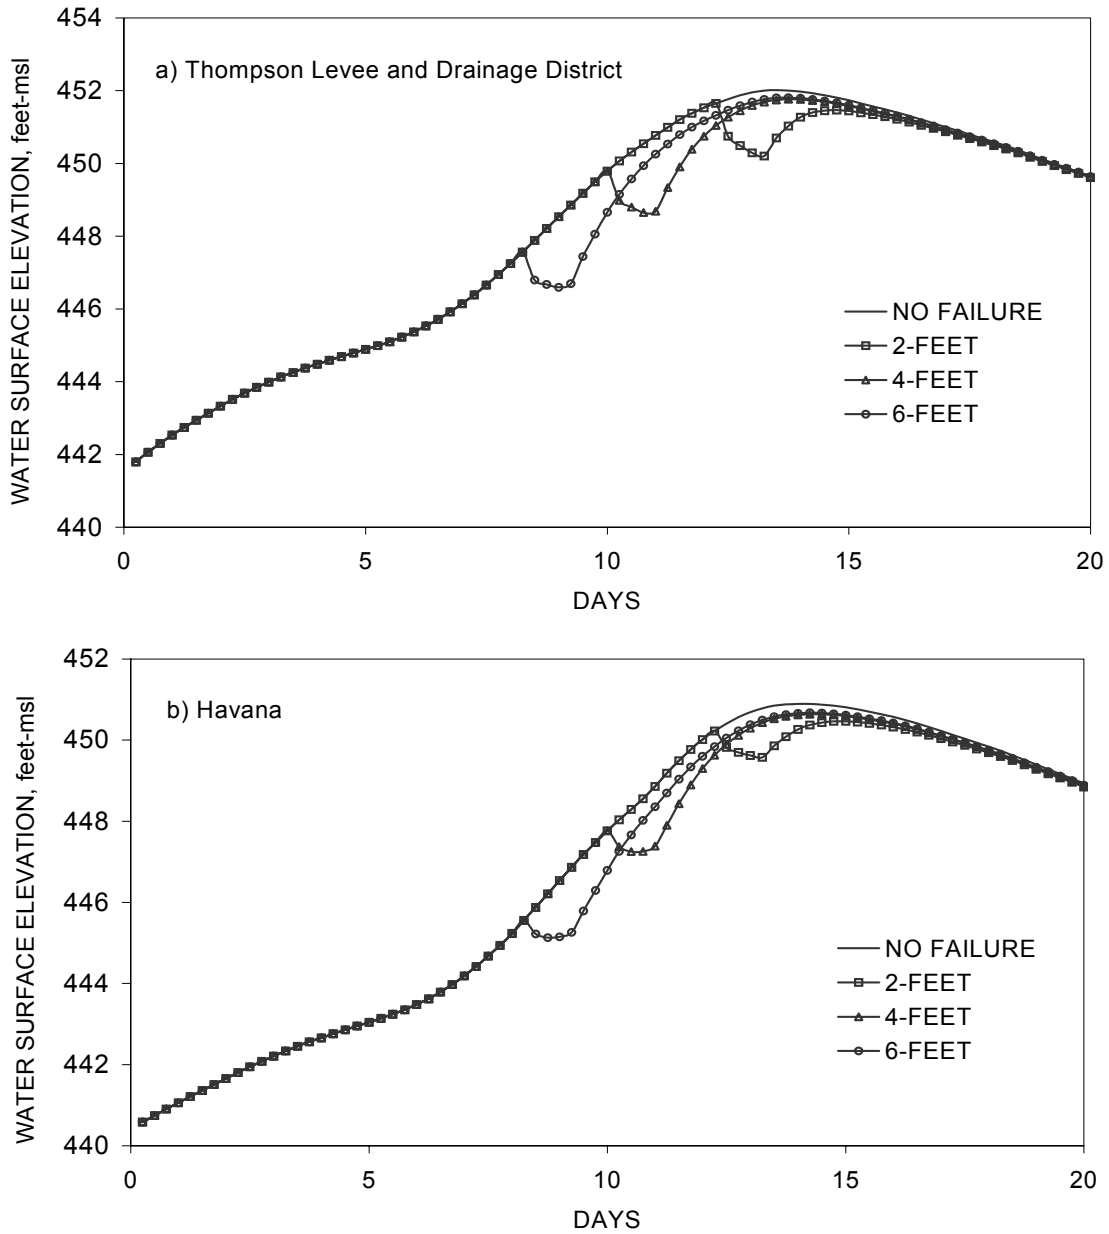 454
452
450
448
446
444
442
440
WATER SURFACE ELEVATION, feet-msl
a) Thompson Levee and Drainage District
NO FAILURE
2-FEET
4-FEET
6-FEET
0 5 10 15 20
DAYS
452
450
448
446
444
442
440
WATER SURFACE ELEVATION, feet-msl
b) Havana
NO FAILURE
2-FEET
4-FEET
6-FEET
0 5 10 15 20
DAYS